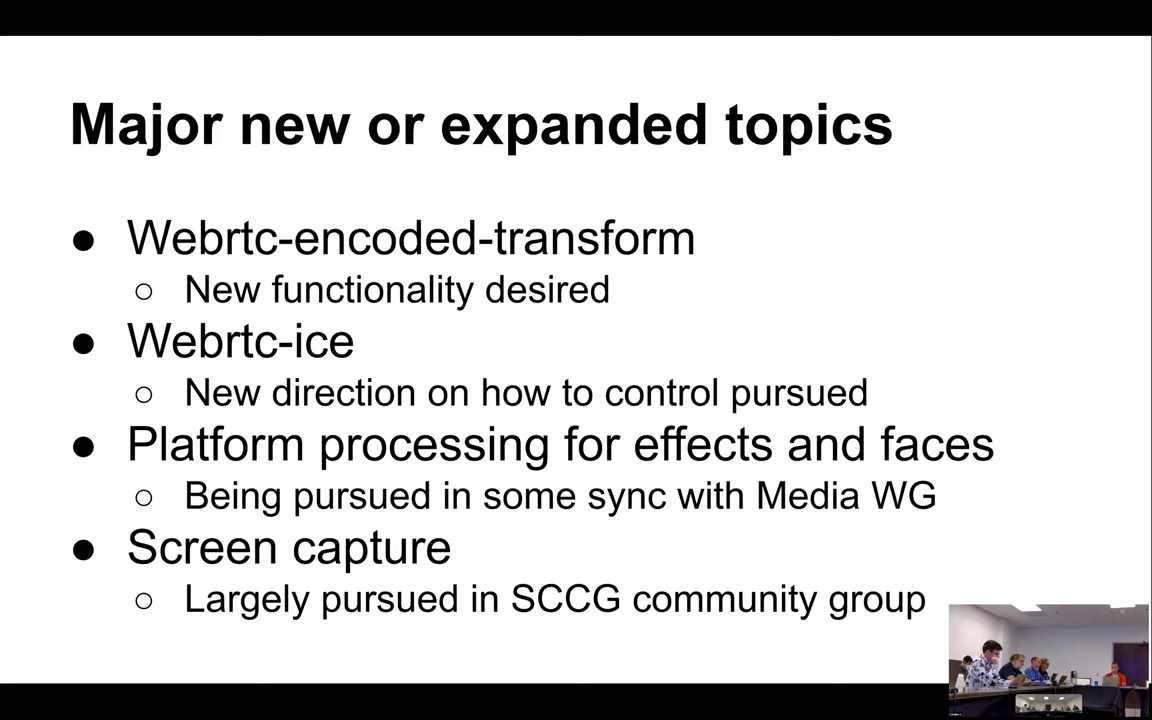 Major new or expanded topics
● Webrtc-encoded-transform
○ New functionality desired
● Webrtc-ice
○ New direction on how to control pursued
● Platform processing for effects and faces
○ Being pursued in some sync with Media WG
● Screen capture
○ Largely pursued in SCCG community group